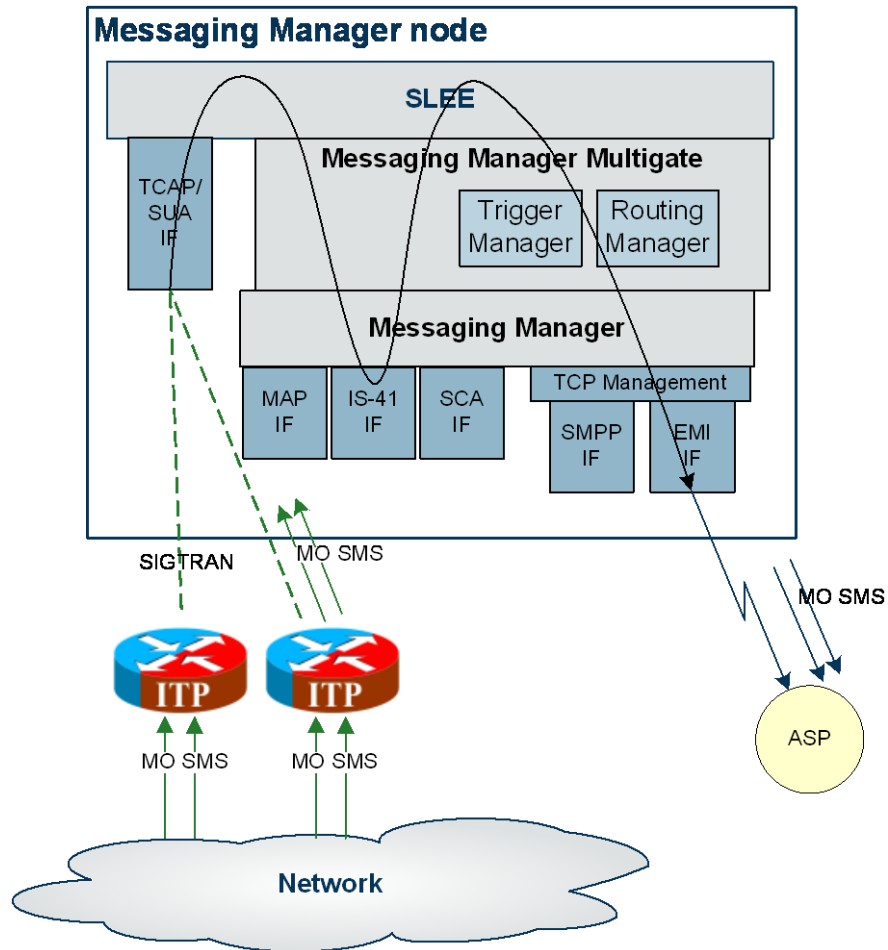 Messaging Manager node
SLEE
Messaging Manager Multigate
TCAP/
SUA
IF
Trigger
Manager
Routing
Manager
Messaging Manager
TCP Management
MAP
IF
IS-41
IF
SCA
IF
SMPP
IF
EMI
IF
SIGTRAN
MO SMS
MO SMS
ITP
ITP
ASP
MO SMS
MO SMS
Network